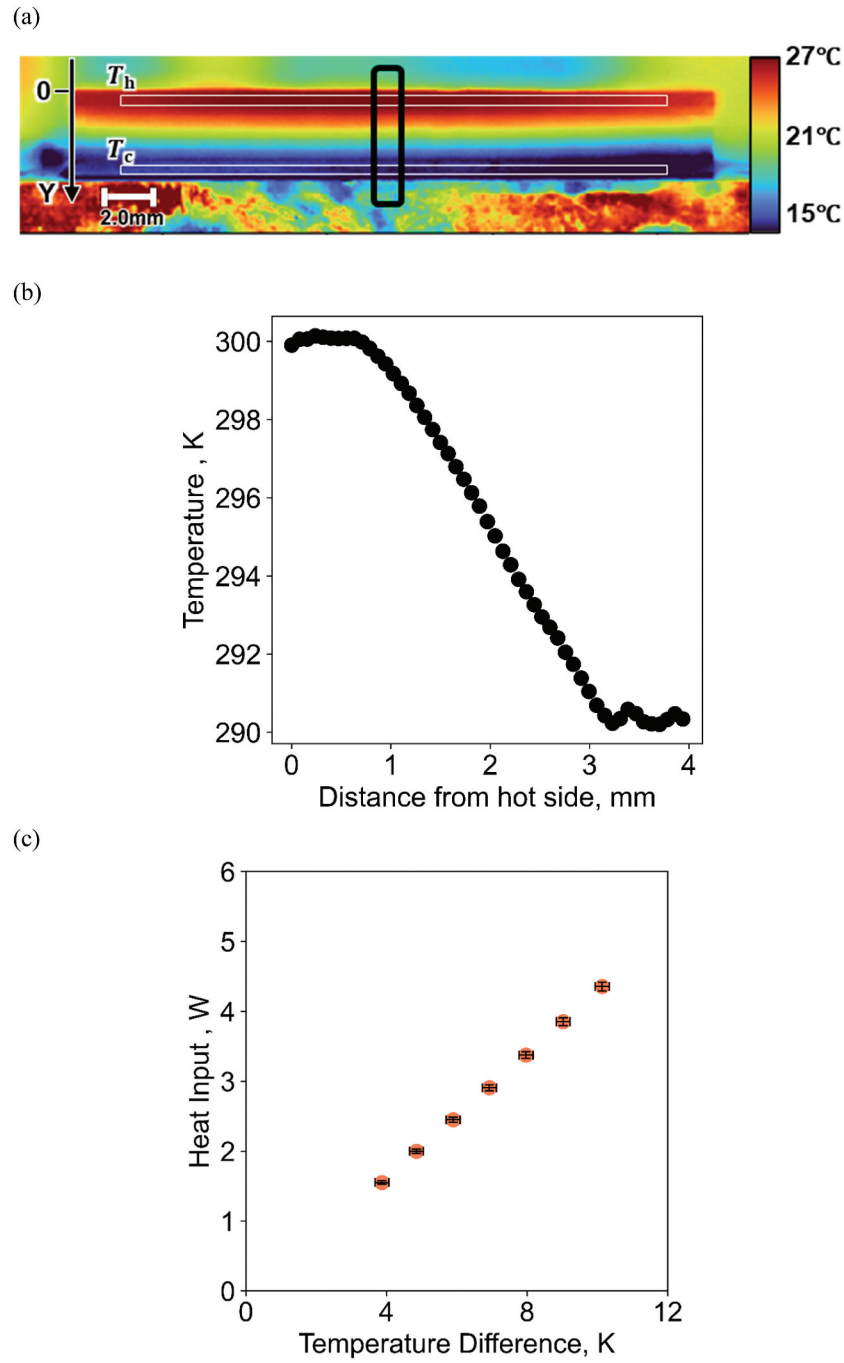 (a)
27℃
0
Th
21℃
Tc
Y
2.0mm
15℃
(b)
300
298
296
294
292
290
Temperature , K
0 1 2 3 4
Distance from hot side, mm
(c)
6
5
4
3
2
1
0
Heat Input , W
0 4 8 12
Temperature Difference, K